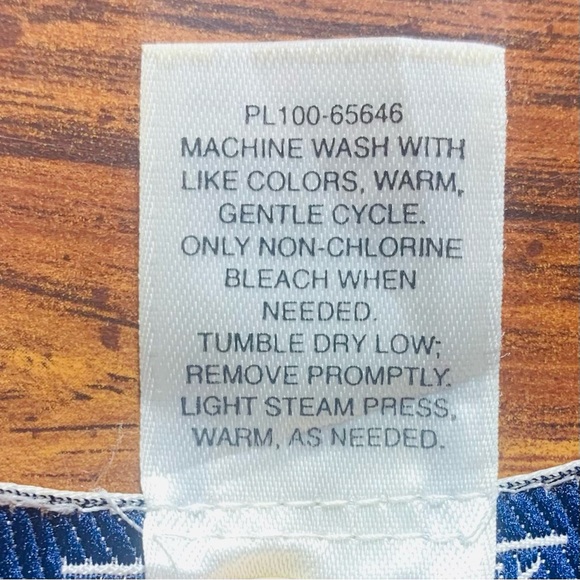 PL100-65646
MACHINE WASH WITH
LIKE COLORS, WARM,
GENTLE CYCLE.
ONLY NON-CHLORINE
BLEACH WHEN
NEEDED.
TUMBLE DRY LOW;
REMOVE PROMPTLY.
LIGHT STEAM PRESS,
WARM, AS NEEDED.